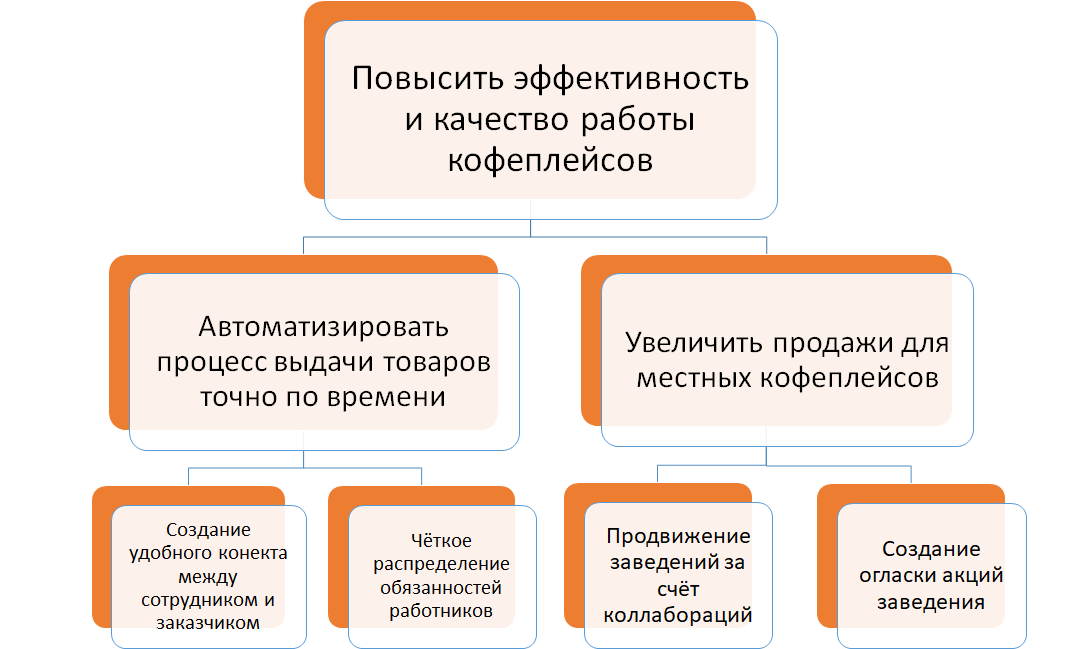 Повысить эффективность
и качество работы
кофеплейсов
Автоматизировать
процесс выдачи товаров
точно по времени
Увеличить продажи для
местных кофеплейсов
Создание
удобного конекта
между
сотрудником и
заказчиком
Чёткое
распределение
обязанностей
работников
Продвижение
заведений за
счёт
коллабораций
Создание
огласки акций
заведения